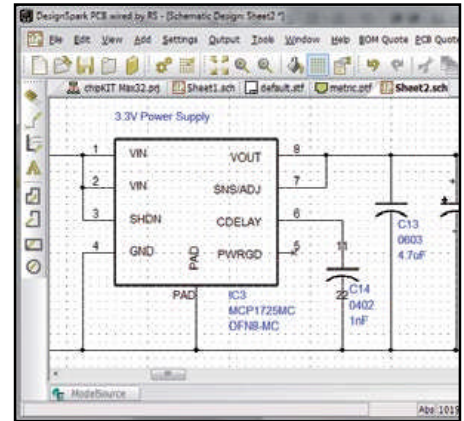 DesignSpark PCB wired by RS - [Schematic Design: Sheet2 *]
File Edit View Add Settings Output Tools Window Help BOM Quote PCB Quote
chipKIT Max32.prj Sheet1.sch default.stf metric.ptf Sheet2.sch
3.3V Power Supply
1 VIN VOUT 8
2 VIN SNS/ADJ 7
3 SHDN CDELAY 6
4 GND PAD PWRGD 5
PAD
IC3
MCP1725MC
DFN8-MC
11
22
C14
0402
1nF
C13
0603
4.7uF
+
ModelSource
Abs 1019